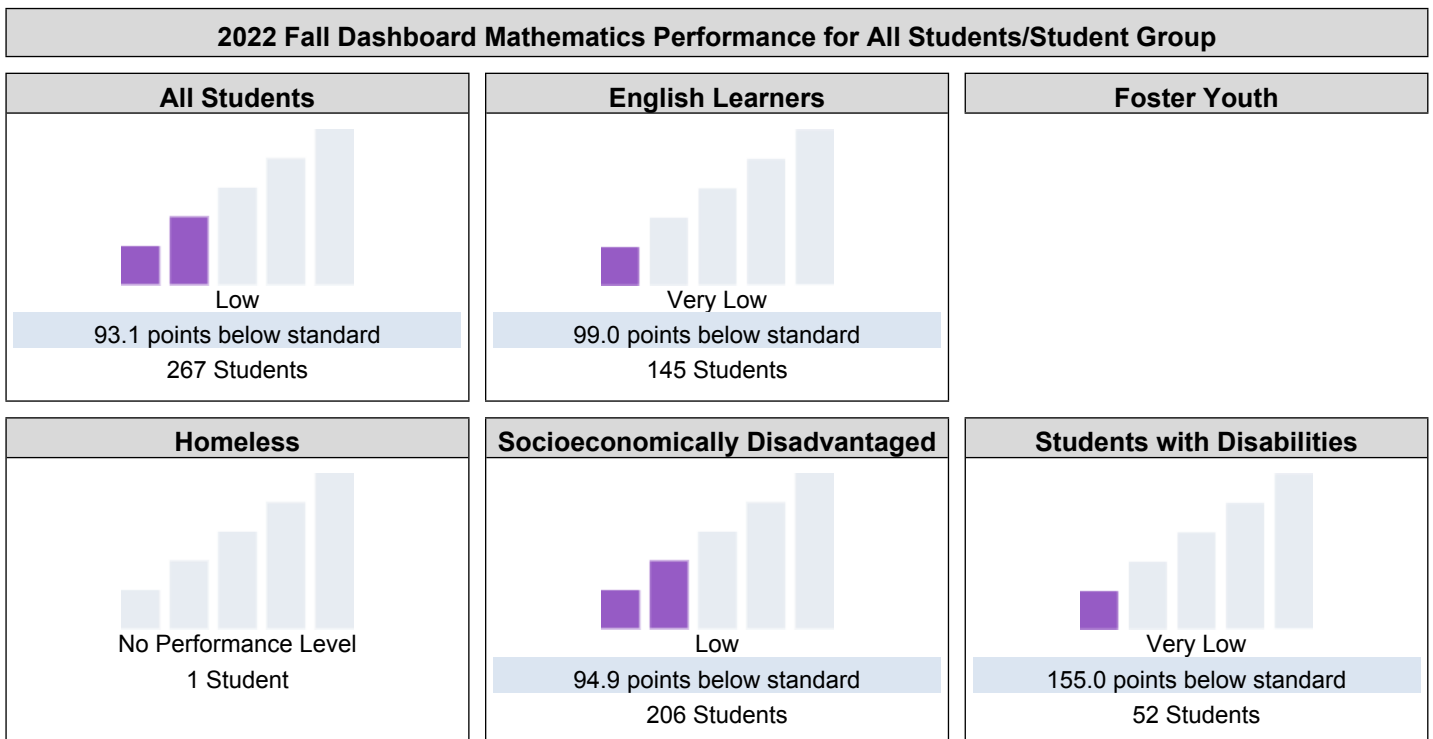 2022 Fall Dashboard Mathematics Performance for All Students/Student Group
All Students
Low
93.1 points below standard
267 Students
English Learners
Very Low
99.0 points below standard
145 Students
Foster Youth
Homeless
No Performance Level
1 Student
Socioeconomically Disadvantaged
Low
94.9 points below standard
206 Students
Students with Disabilities
Very Low
155.0 points below standard
52 Students